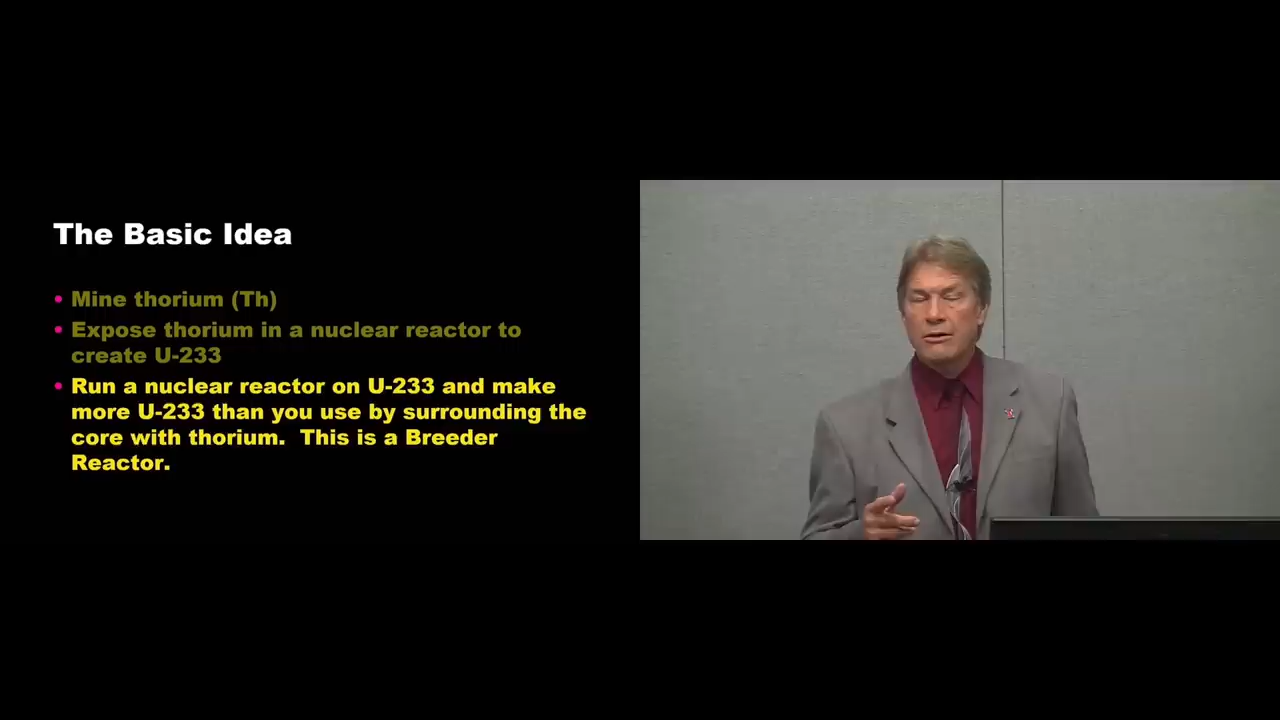 The Basic Idea
• Mine thorium (Th)
• Expose thorium in a nuclear reactor to
create U-233
• Run a nuclear reactor on U-233 and make
more U-233 than you use by surrounding the
core with thorium.  This is a Breeder
Reactor.